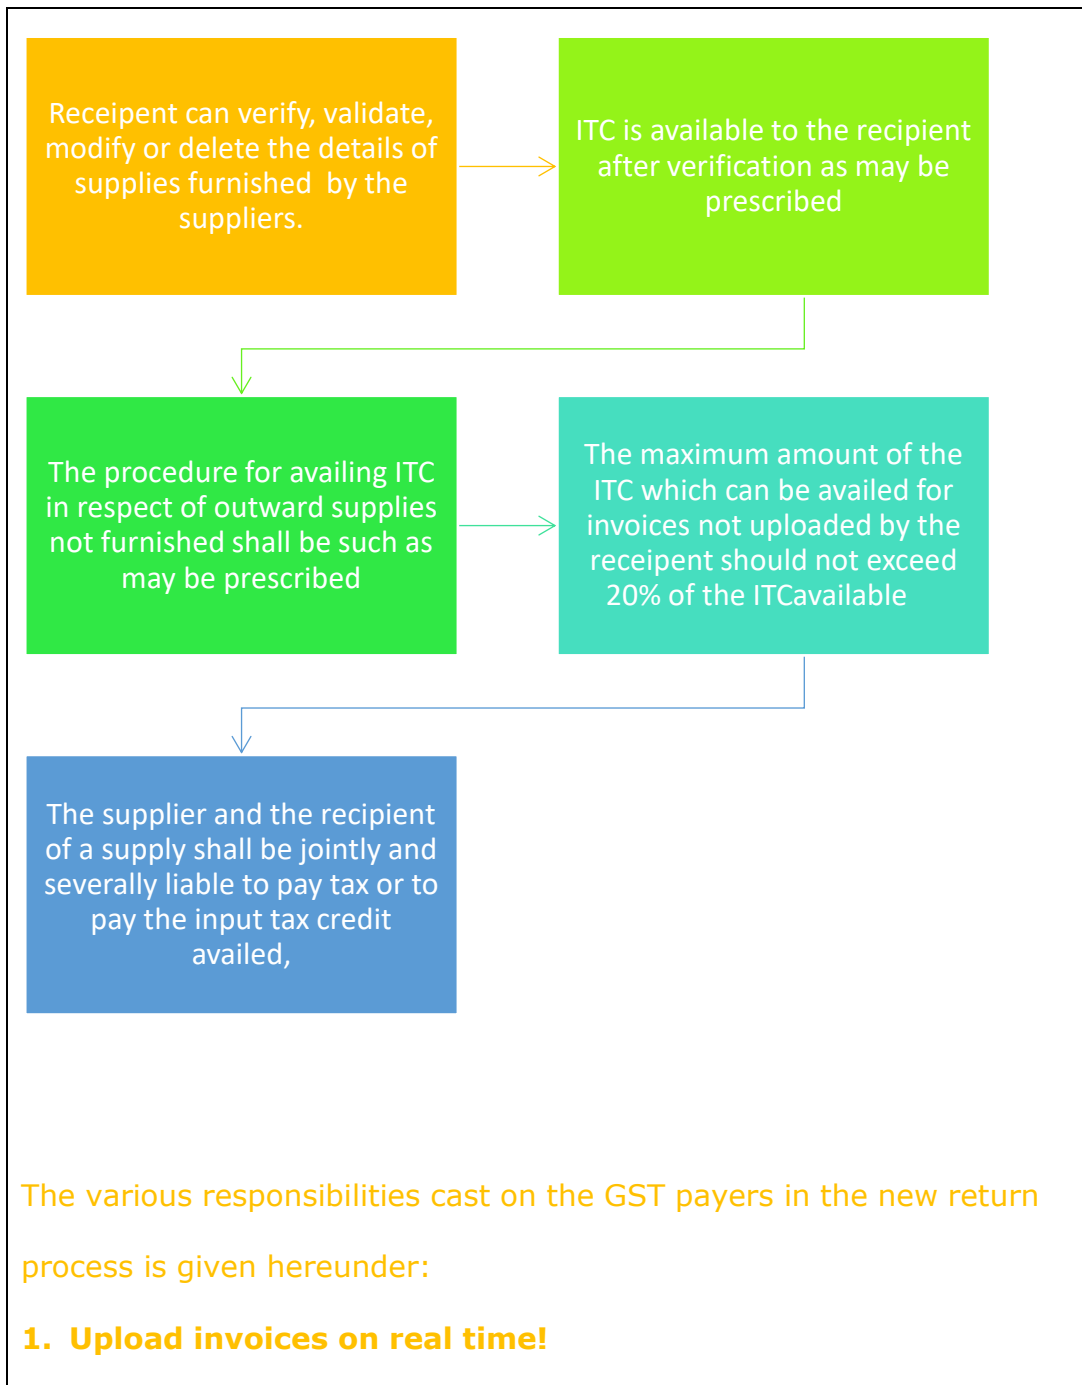 Receipent can verify, validate,
modify or delete the details of
supplies furnished  by the
suppliers.
ITC is available to the recipient
after verification as may be
prescribed
The procedure for availing ITC
in respect of outward supplies
not furnished shall be such as
may be prescribed
The maximum amount of the
ITC which can be availed for
invoices not uploaded by the
receipent should not exceed
20% of the ITCavailable
The supplier and the recipient
of a supply shall be jointly and
severally liable to pay tax or to
pay the input tax credit
availed,
The various responsibilities cast on the GST payers in the new return
process is given hereunder:
1. Upload invoices on real time!